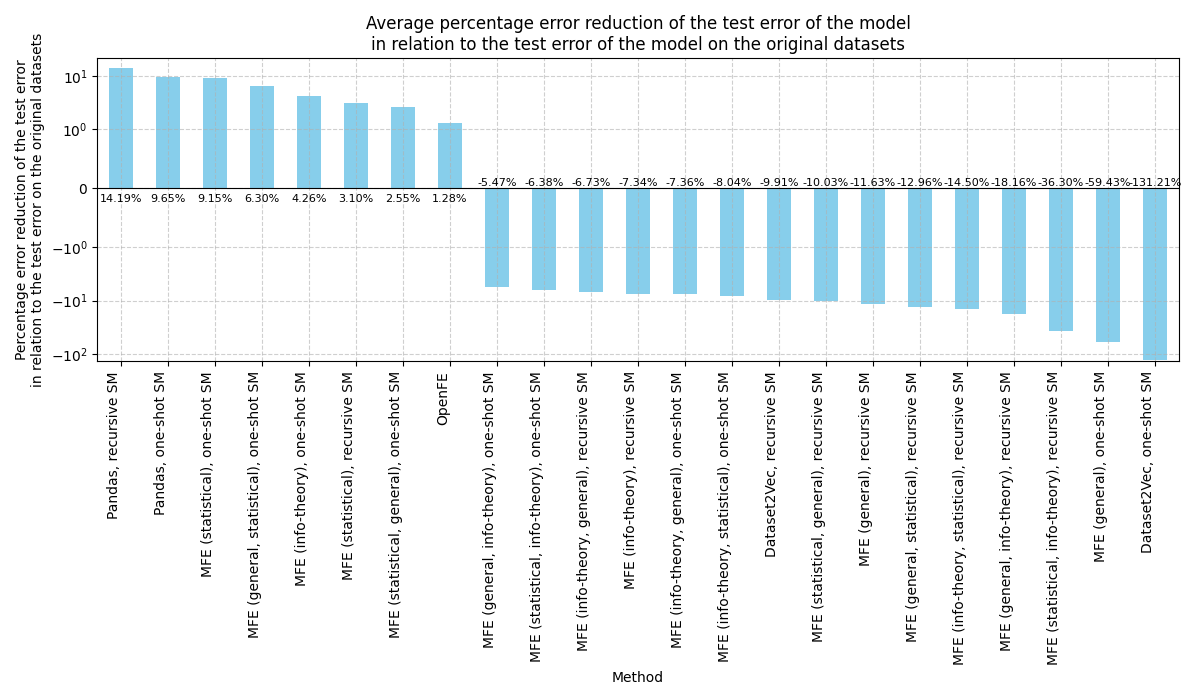 Average percentage error reduction of the test error of the model
in relation to the test error of the model on the original datasets
Percentage error reduction of the test error
in relation to the test error on the original datasets
10¹
10⁰
0
−10⁰
−10¹
−10²
14.19%
9.65%
9.15%
6.30%
4.26%
3.10%
2.55%
1.28%
-5.47%
-6.38%
-6.73%
-7.34%
-7.36%
-8.04%
-9.91%
-10.03%
-11.63%
-12.96%
-14.50%
-18.16%
-36.30%
-59.43%
-131.21%
Pandas, recursive SM
Pandas, one-shot SM
MFE (statistical), one-shot SM
MFE (general, statistical), one-shot SM
MFE (info-theory), one-shot SM
MFE (statistical), recursive SM
MFE (statistical, general), one-shot SM
OpenFE
MFE (general, info-theory), one-shot SM
MFE (statistical, info-theory), one-shot SM
MFE (info-theory, general), recursive SM
MFE (info-theory), recursive SM
MFE (info-theory, general), one-shot SM
MFE (info-theory, statistical), one-shot SM
Dataset2Vec, recursive SM
MFE (statistical, general), recursive SM
MFE (general), recursive SM
MFE (general, statistical), recursive SM
MFE (info-theory, statistical), recursive SM
MFE (general, info-theory), recursive SM
MFE (statistical, info-theory), recursive SM
MFE (general), one-shot SM
Dataset2Vec, one-shot SM
Method